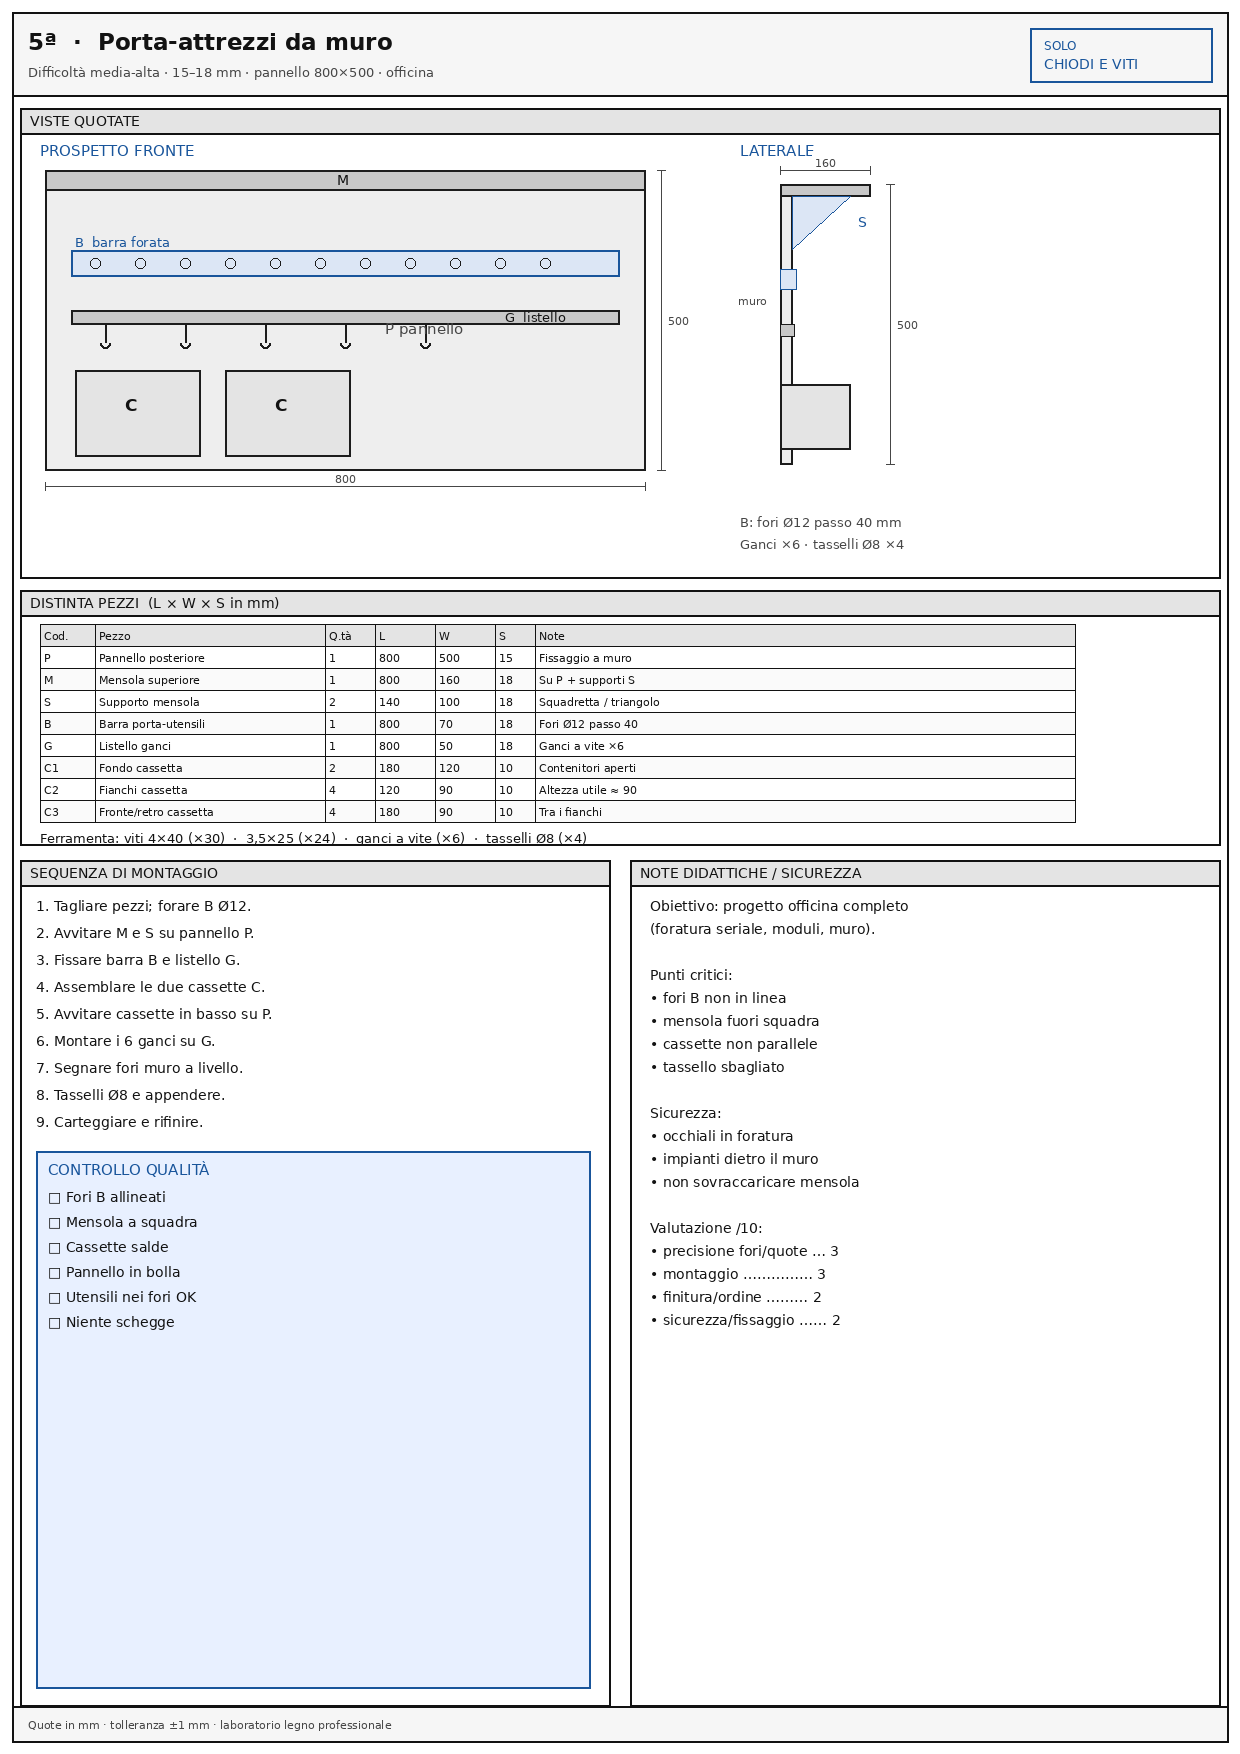 5ª · Porta-attrezzi da muro
Difficoltà media-alta · 15–18 mm · pannello 800×500 · officina
SOLO
CHIODI E VITI
VISTE QUOTATE
PROSPETTO FRONTE
LATERALE
160
M
B barra forata
S
muro
G listello
P pannello
500
500
C
C
800
B: fori Ø12 passo 40 mm
Ganci ×6 · tasselli Ø8 ×4
DISTINTA PEZZI (L × W × S in mm)
Cod. Pezzo Q.tà L W S Note
P Pannello posteriore 1 800 500 15 Fissaggio a muro
M Mensola superiore 1 800 160 18 Su P + supporti S
S Supporto mensola 2 140 100 18 Squadretta / triangolo
B Barra porta-utensili 1 800 70 18 Fori Ø12 passo 40
G Listello ganci 1 800 50 18 Ganci a vite ×6
C1 Fondo cassetta 2 180 120 10 Contenitori aperti
C2 Fianchi cassetta 4 120 90 10 Altezza utile ≈ 90
C3 Fronte/retro cassetta 4 180 90 10 Tra i fianchi
Ferramenta: viti 4×40 (×30) · 3,5×25 (×24) · ganci a vite (×6) · tasselli Ø8 (×4)
SEQUENZA DI MONTAGGIO
1. Tagliare pezzi; forare B Ø12.
2. Avvitare M e S su pannello P.
3. Fissare barra B e listello G.
4. Assemblare le due cassette C.
5. Avvitare cassette in basso su P.
6. Montare i 6 ganci su G.
7. Segnare fori muro a livello.
8. Tasselli Ø8 e appendere.
9. Carteggiare e rifinire.
CONTROLLO QUALITÀ
□ Fori B allineati
□ Mensola a squadra
□ Cassette salde
□ Pannello in bolla
□ Utensili nei fori OK
□ Niente schegge
NOTE DIDATTICHE / SICUREZZA
Obiettivo: progetto officina completo
(foratura seriale, moduli, muro).
Punti critici:
• fori B non in linea
• mensola fuori squadra
• cassette non parallele
• tassello sbagliato
Sicurezza:
• occhiali in foratura
• impianti dietro il muro
• non sovraccaricare mensola
Valutazione /10:
• precisione fori/quote ... 3
• montaggio ............... 3
• finitura/ordine ......... 2
• sicurezza/fissaggio ...... 2
Quote in mm · tolleranza ±1 mm · laboratorio legno professionale